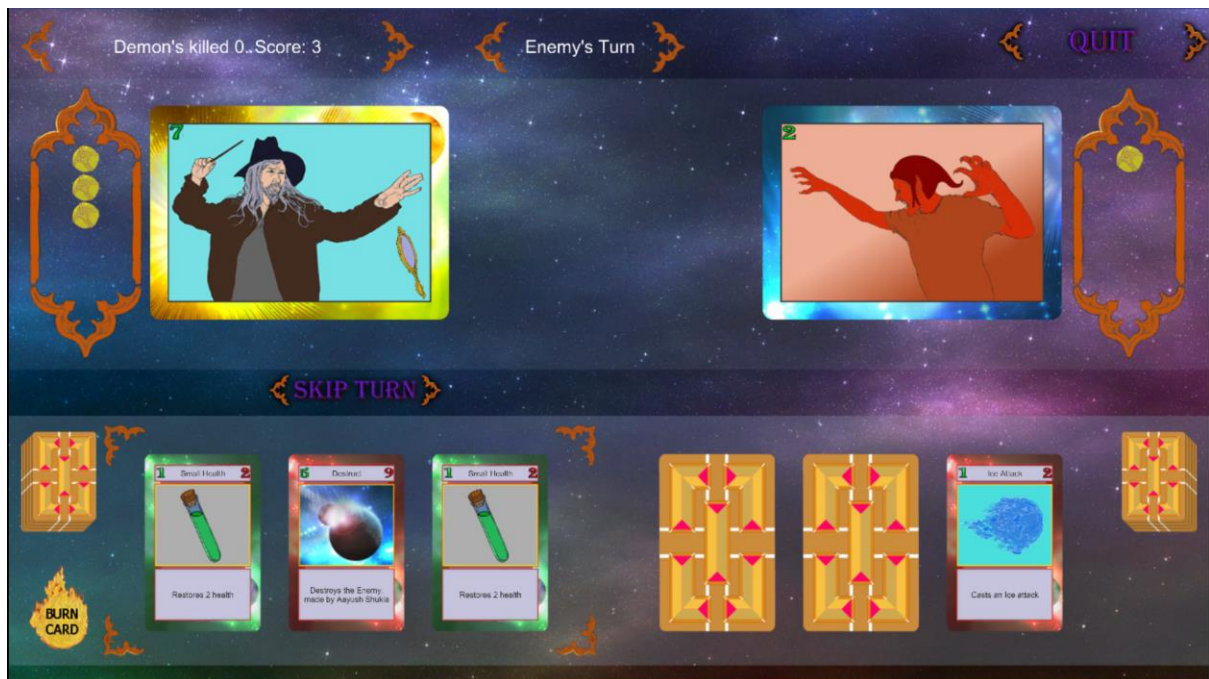 Demon's killed 0. Score: 3
Enemy's Turn
QUIT
7
2
SKIP TURN
1 Small Health 2
Restores 2 health
Destruct 9
Destroys the Enemy,
made by Aayush Shukla
1 Small Health 2
Restores 2 health
1 Ice Attack 2
Casts an Ice attack
BURN
CARD